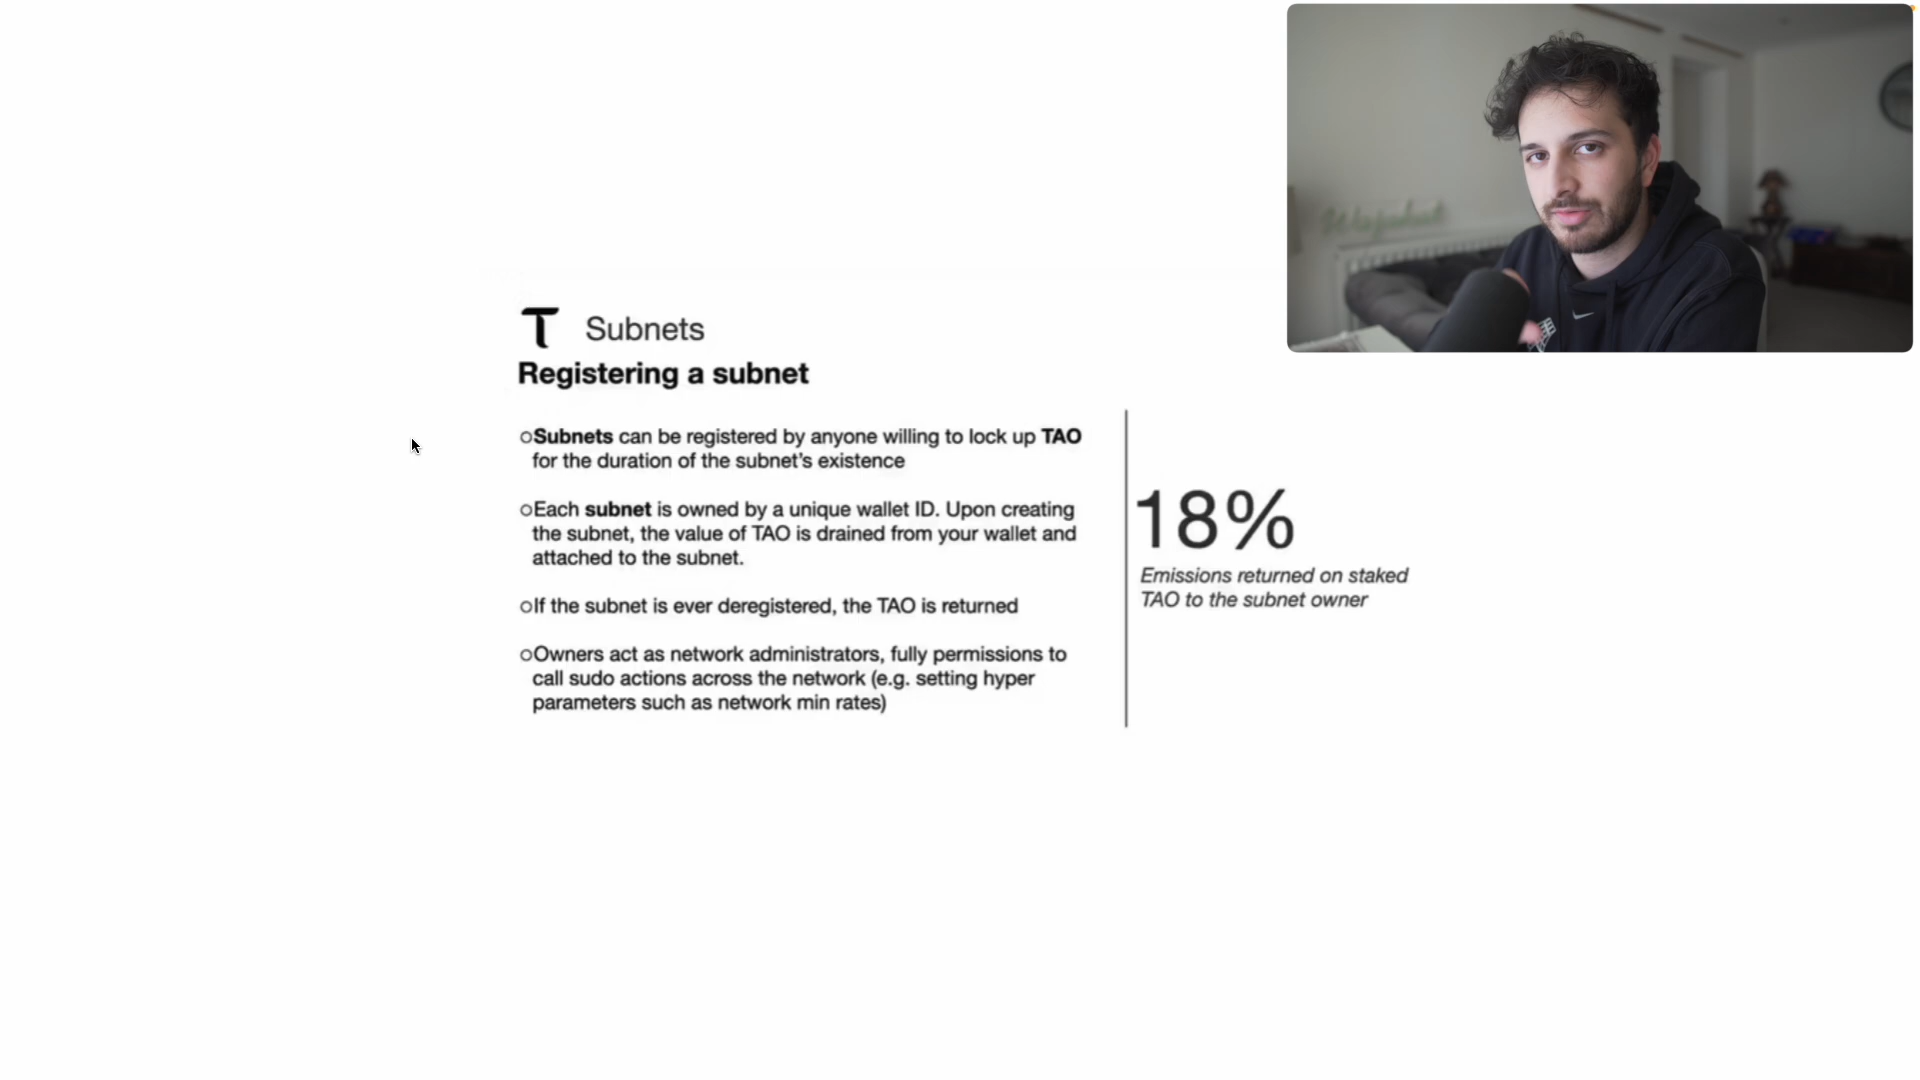 Subnets
Registering a subnet
Subnets can be registered by anyone willing to lock up TAO
for the duration of the subnet's existence
Each subnet is owned by a unique wallet ID. Upon creating
the subnet, the value of TAO is drained from your wallet and
attached to the subnet.
If the subnet is ever deregistered, the TAO is returned
Owners act as network administrators, fully permissions to
call sudo actions across the network (e.g. setting hyper
parameters such as network min rates)
18%
Emissions returned on staked
TAO to the subnet owner